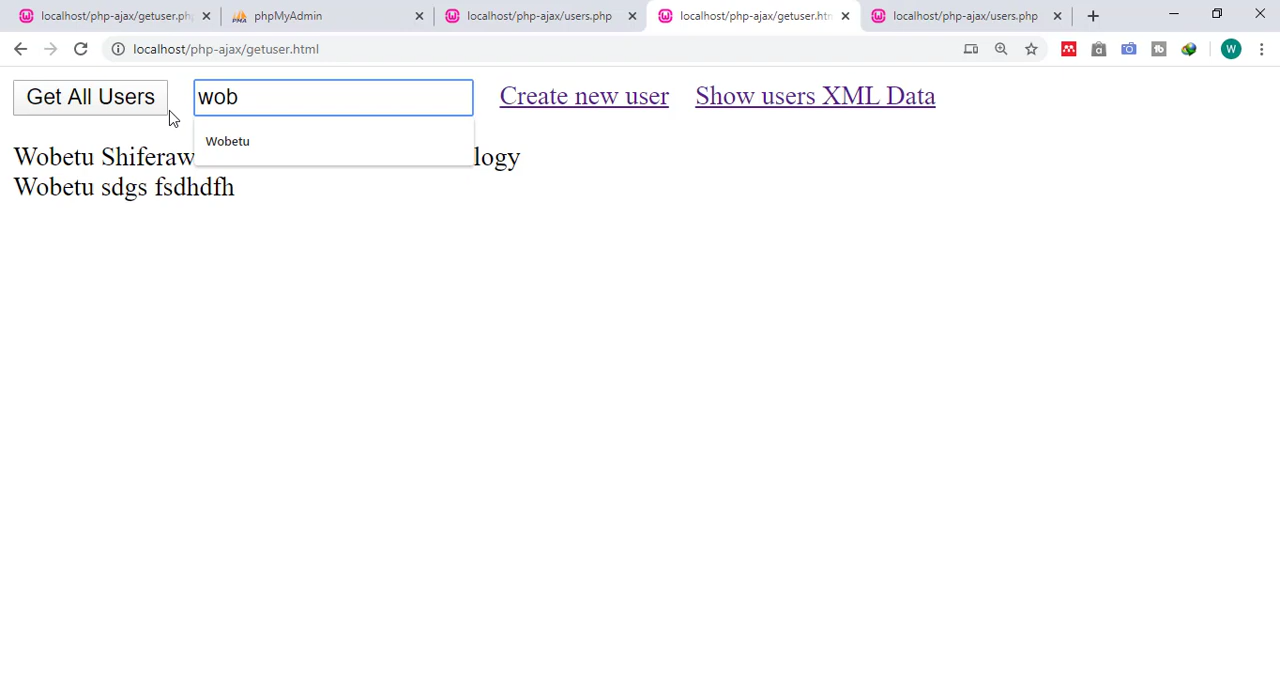 localhost/php-ajax/getuser.ph
phpMyAdmin
localhost/php-ajax/users.php
localhost/php-ajax/getuser.htm
localhost/php-ajax/users.php
localhost/php-ajax/getuser.html
W
Get All Users
wob
Create new user
Show users XML Data
Wobetu
Wobetu Shiferaw logy
Wobetu sdgs fsdhdfh